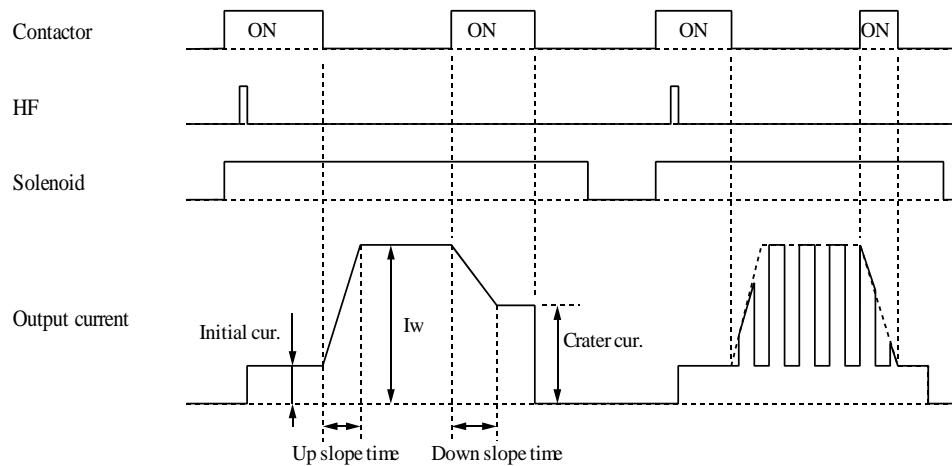 Contactor
ON
ON
ON
ON
HF
Solenoid
Output current
Initial cur.
Iw
Crater cur.
Up slope time
Down slope time